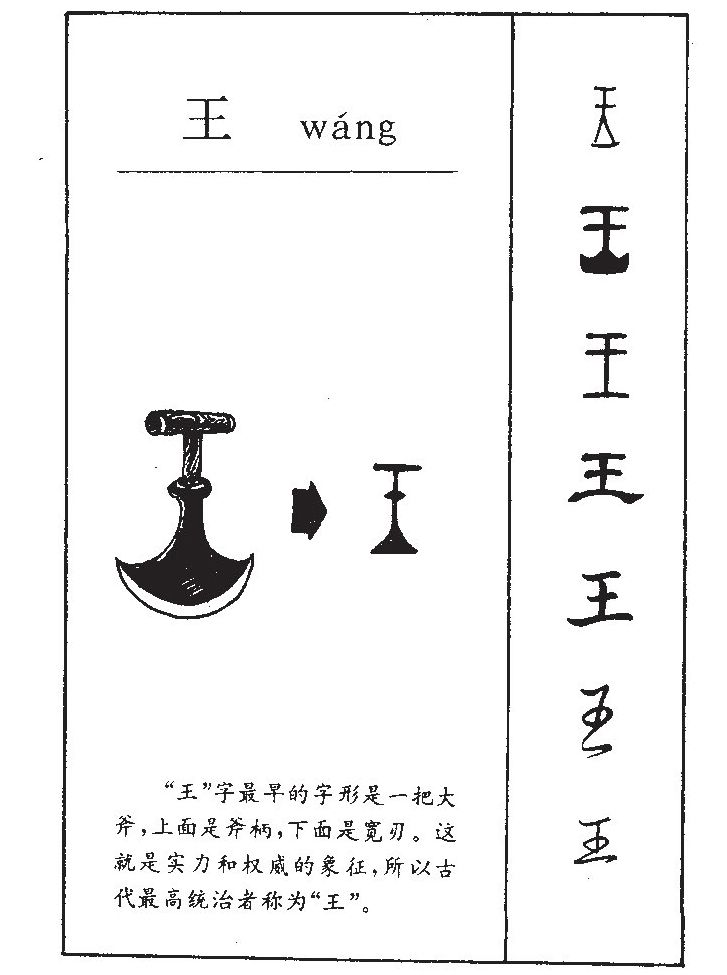 王 wáng
“王”字最早的字形是一把大
斧,上面是斧柄,下面是宽刃。这
就是实力和权威的象征,所以古
代最高统治者称为“王”。
王
王
王
王
王
王
王